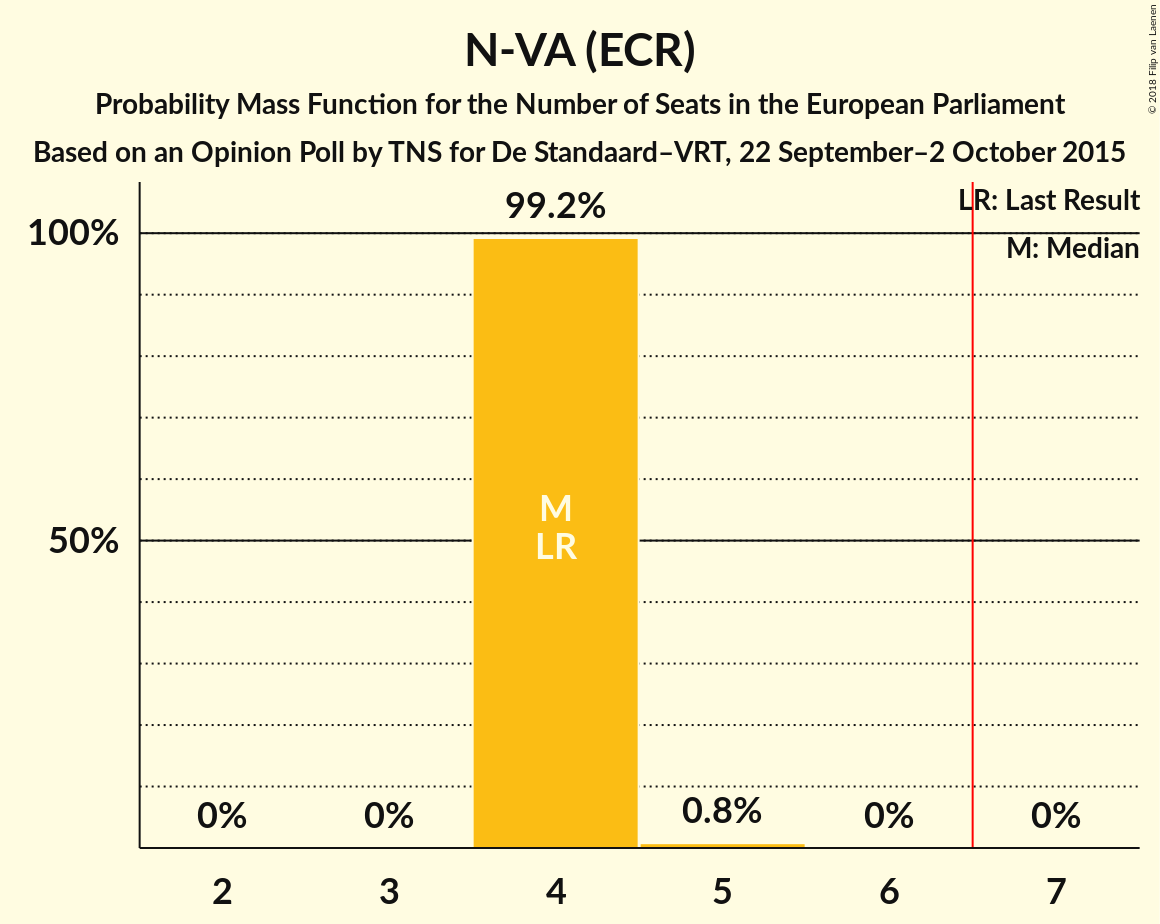 N-VA (ECR)
Probability Mass Function for the Number of Seats in the European Parliament
Based on an Opinion Poll by TNS for De Standaard–VRT, 22 September–2 October 2015
© 2018 Filip van Laenen
LR: Last Result
M: Median
99.2%
100%
M
LR
50%
0%
0%
0.8%
0%
0%
2
3
4
5
6
7